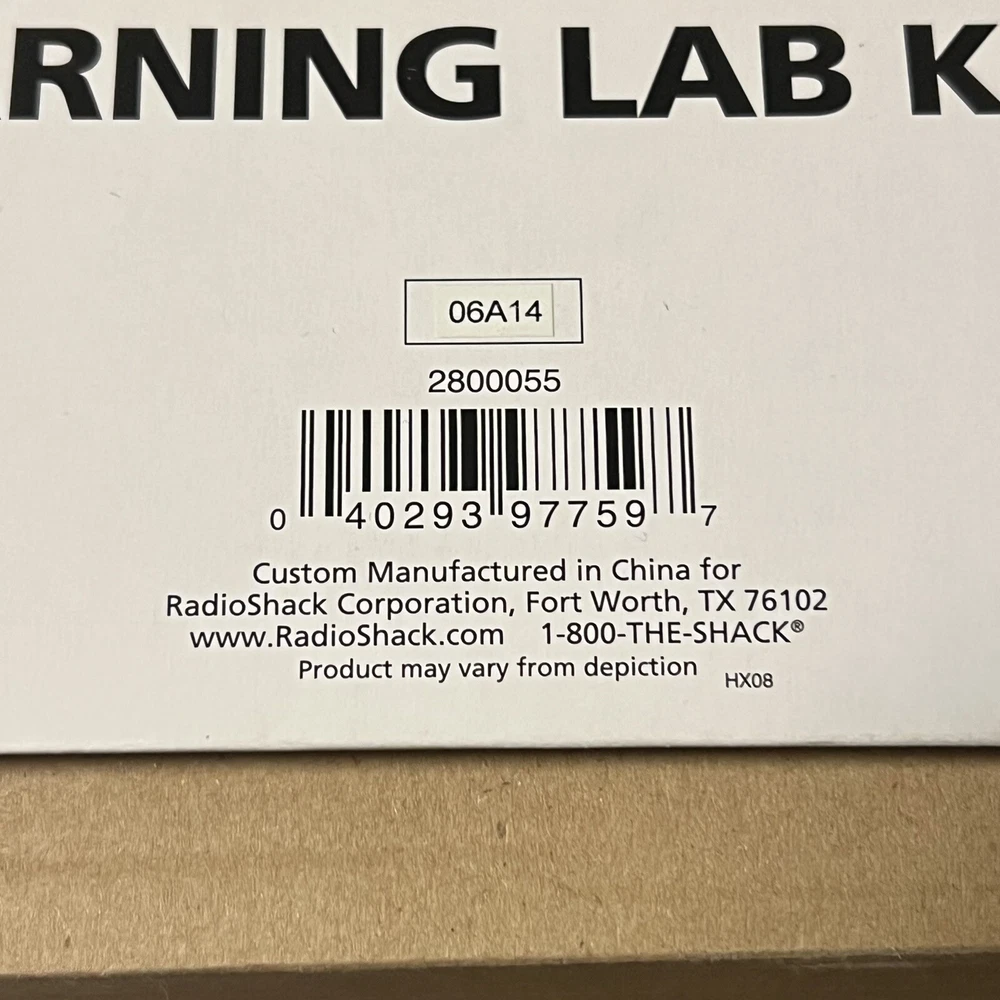 RNING LAB K
06A14
2800055
0 40293 97759 7
Custom Manufactured in China for
RadioShack Corporation, Fort Worth, TX 76102
www.RadioShack.com 1-800-THE-SHACK®
Product may vary from depiction
HX08